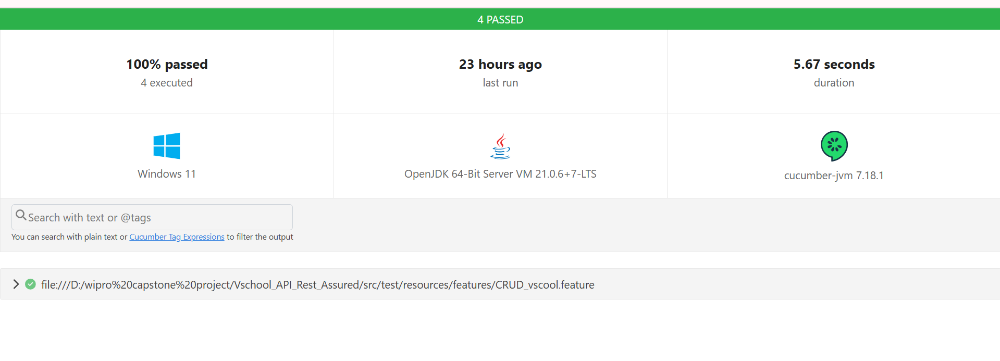 4 PASSED
100% passed
4 executed
23 hours ago
last run
5.67 seconds
duration
Windows 11
OpenJDK 64-Bit Server VM 21.0.6+7-LTS
cucumber-jvm 7.18.1
Search with text or @tags
You can search with plain text or Cucumber Tag Expressions to filter the output
file:///D:/wipro%20capstone%20project/Vschool_API_Rest_Assured/src/test/resources/features/CRUD_vscool.feature